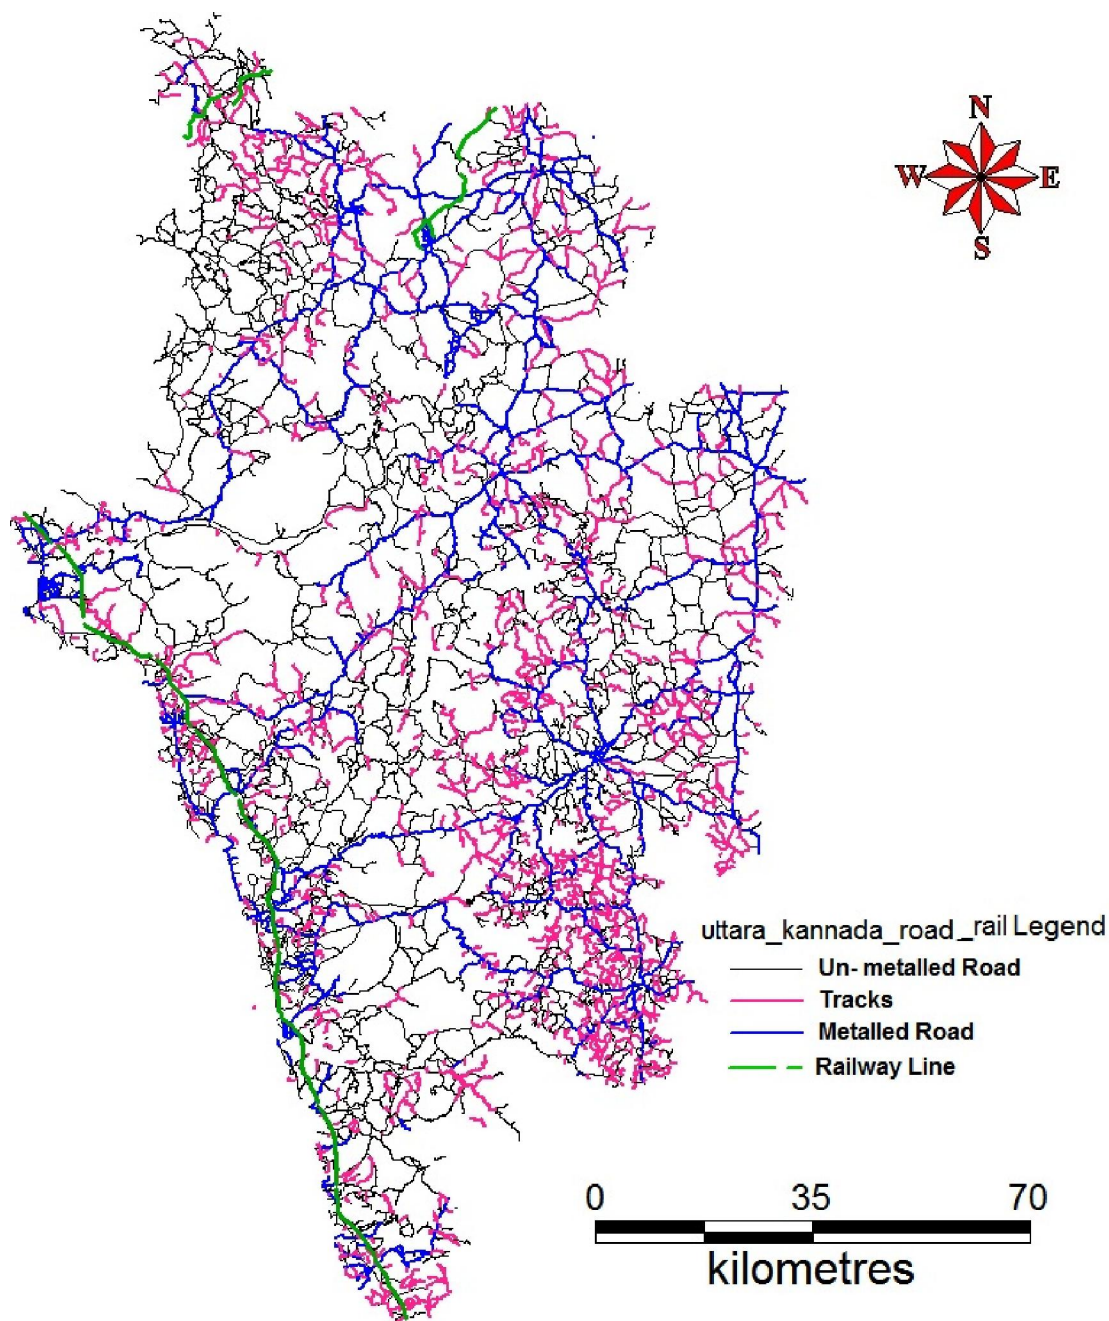 N
W E
S
uttara_kannada_road_rail Legend
Un- metalled Road
Tracks
Metalled Road
Railway Line
0 35 70
kilometres